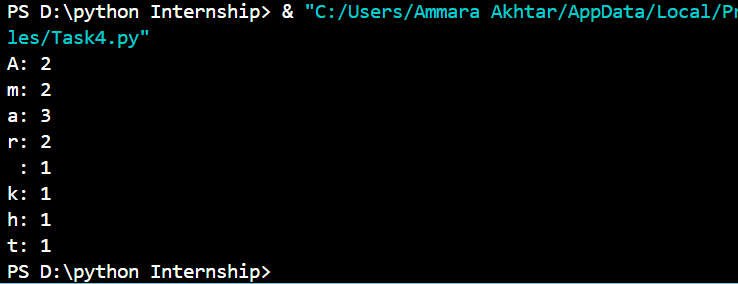 PS D:\python Internship> & "C:/Users/Ammara Akhtar/AppData/Local/Pr
les/Task4.py"
A: 2
m: 2
a: 3
r: 2
 : 1
k: 1
h: 1
t: 1
PS D:\python Internship>